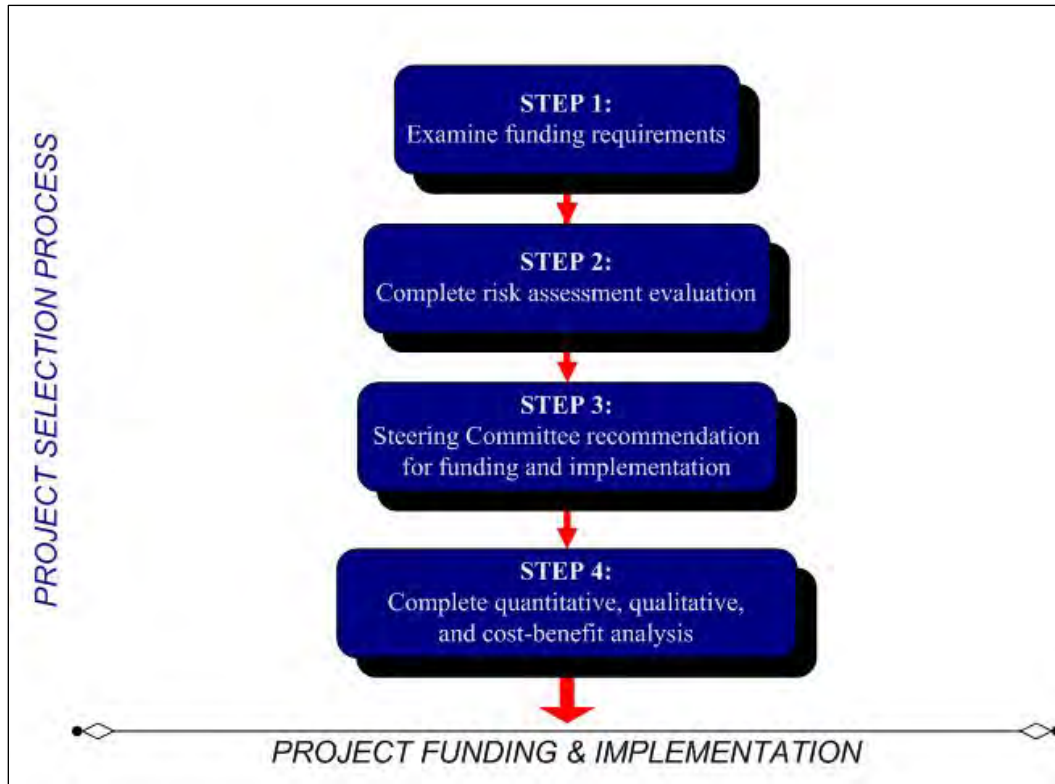 PROJECT SELECTION PROCESS
STEP 1:
Examine funding requirements
STEP 2:
Complete risk assessment evaluation
STEP 3:
Steering Committee recommendation
for funding and implementation
STEP 4:
Complete quantitative, qualitative,
and cost-benefit analysis
PROJECT FUNDING & IMPLEMENTATION